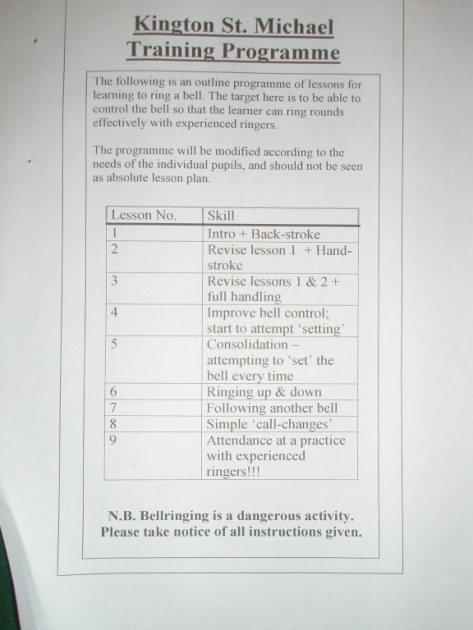 Kington St. Michael
Training Programme
The following is an outline programme of lessons for
learning to ring a bell. The target here is to be able to
control the bell so that the learner can ring rounds
effectively with experienced ringers.
The programme will be modified according to the
needs of the individual pupils, and should not be seen
as absolute lesson plan.
Lesson No. Skill
1 Intro + Back-stroke
2 Revise lesson 1 + Hand-
stroke
3 Revise lessons 1 & 2 +
full handling
4 Improve bell control;
start to attempt ‘setting’
5 Consolidation –
attempting to ‘set’ the
bell every time
6 Ringing up & down
7 Following another bell
8 Simple ‘call-changes’
9 Attendance at a practice
with experienced
ringers!!!
N.B. Bellringing is a dangerous activity.
Please take notice of all instructions given.